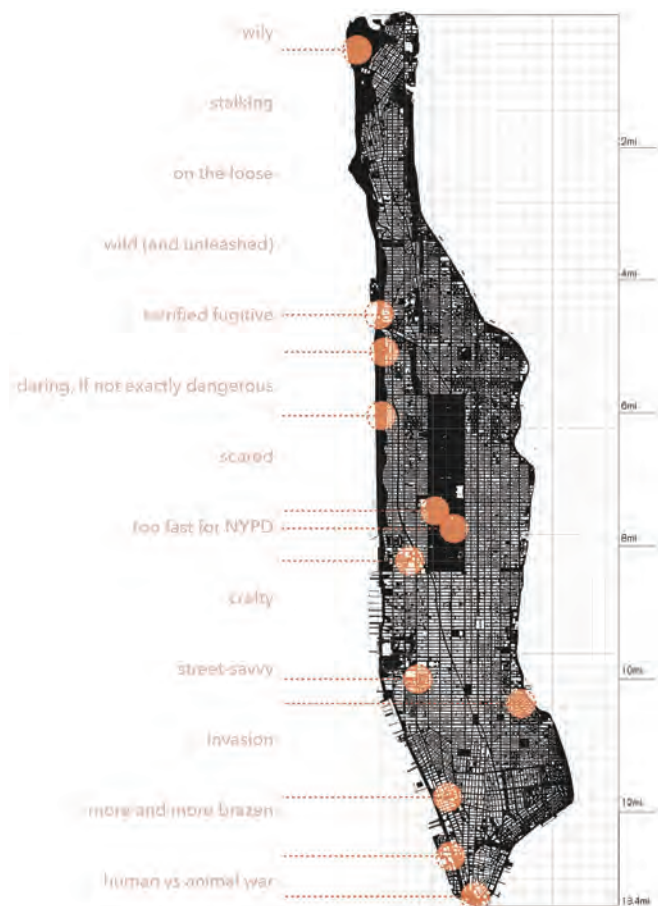 wily
stalking
2mi
on the loose
wild (and unleashed)
4mi
terrified fugitive
daring, if not exactly dangerous
6mi
scared
too fast for NYPD
8mi
crafty
street-savvy
10mi
invasion
more and more brazen
12mi
human vs animal war
13.4mi